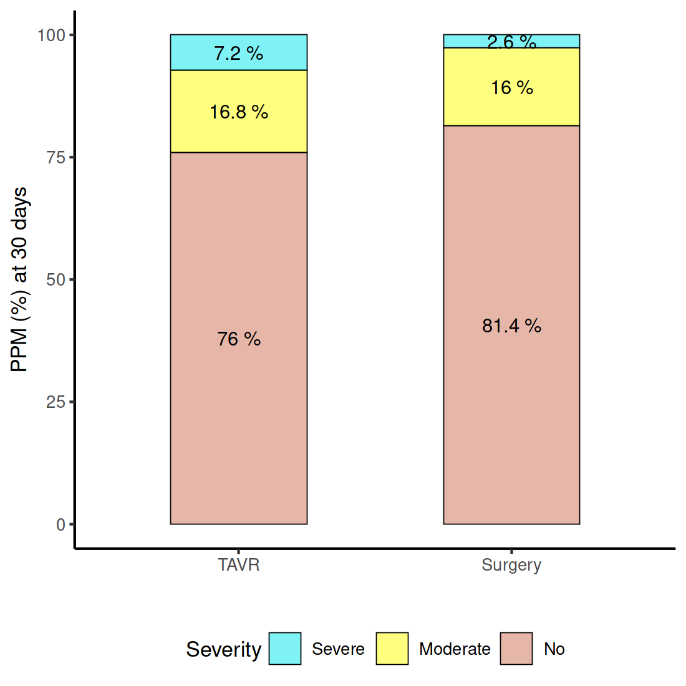 PPM (%) at 30 days
100
75
50
25
0
7.2 %
16.8 %
76 %
2.6 %
16 %
81.4 %
TAVR
Surgery
Severity Severe Moderate No